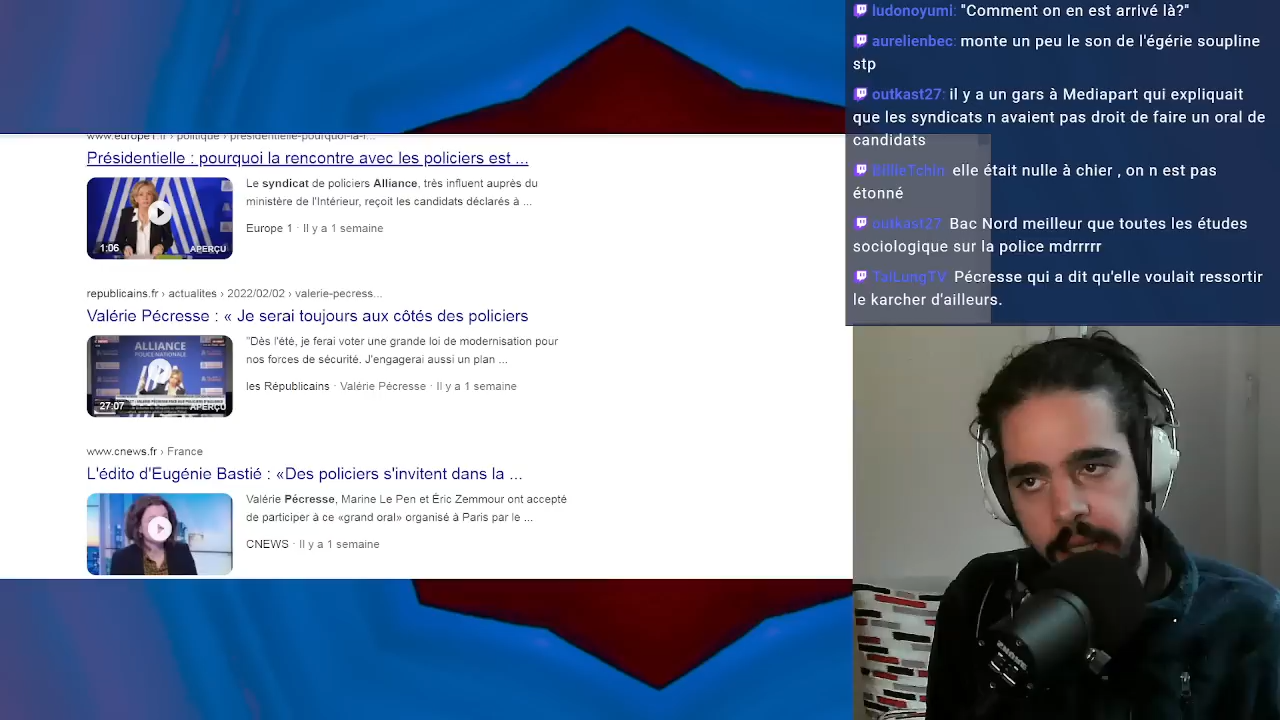 www.europe1.fr › politique › presidentielle-pourquoi-la-r...
Présidentielle : pourquoi la rencontre avec les policiers est ...
Le syndicat de policiers Alliance, très influent auprès du
ministère de l'Intérieur, reçoit les candidats déclarés à ...
1:06
APERÇU
Europe 1 · Il y a 1 semaine
republicains.fr › actualites › 2022/02/02 › valerie-pecress...
Valérie Pécresse : « Je serai toujours aux côtés des policiers
ALLIANCE
POLICE NATIONALE
"Dès l'été, je ferai voter une grande loi de modernisation pour
nos forces de sécurité. J'engagerai aussi un plan ...
27:07
APERÇU
les Républicains · Valérie Pécresse · Il y a 1 semaine
www.cnews.fr › France
L'édito d'Eugénie Bastié : «Des policiers s'invitent dans la ...
Valérie Pécresse, Marine Le Pen et Éric Zemmour ont accepté
de participer à ce «grand oral» organisé à Paris par le ...
CNEWS · Il y a 1 semaine
ludonoyumi: "Comment on en est arrivé là?"
aurelienbec: monte un peu le son de l'égérie soupline
stp
outkast27: il y a un gars à Mediapart qui expliquait
que les syndicats n avaient pas droit de faire un oral de
candidats
BillieTchin: elle était nulle à chier , on n est pas
étonné
outkast27: Bac Nord meilleur que toutes les études
sociologique sur la police mdrrrrr
TaiLungTV: Pécresse qui a dit qu'elle voulait ressortir
le karcher d'ailleurs.
SHURE